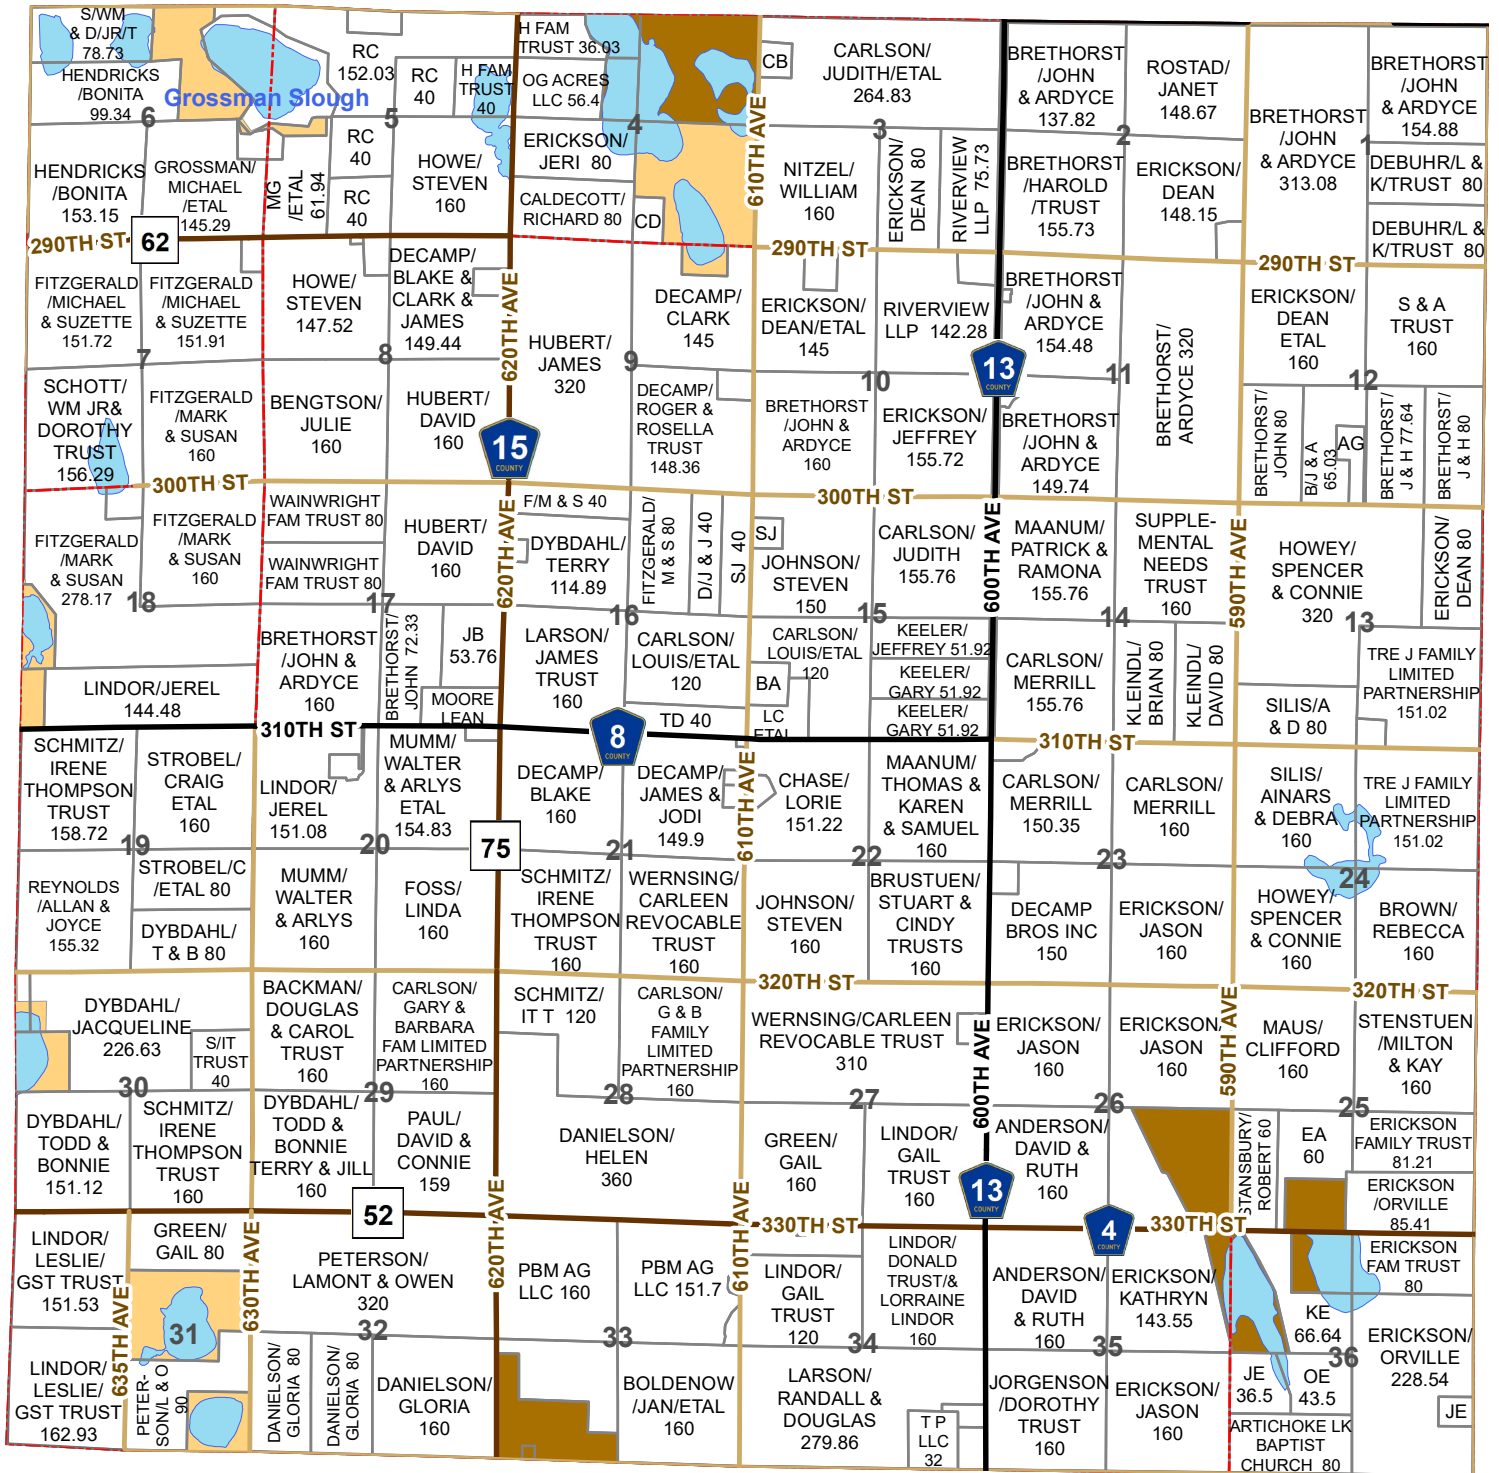 S/WM
& D/JR/T
78.73
HENDRICKS
/BONITA
99.34
6
Grossman Slough
RC
152.03
RC
40
H FAM
TRUST
40
5
H FAM
TRUST 36.03
OG ACRES
LLC 56.4
4
CB
CARLSON/
JUDITH/ETAL
264.83
3
BRETHORST
/JOHN
& ARDYCE
137.82
ROSTAD/
JANET
148.67
2
BRETHORST
/JOHN
& ARDYCE
313.08
BRETHORST
/JOHN
& ARDYCE
154.88
1
HENDRICKS
/BONITA
153.15
GROSSMAN/
MICHAEL
/ETAL
145.29
MG
/ETAL
61.94
RC
40
RC
40
HOWE/
STEVEN
160
ERICKSON/
JERI 80
CALDECOTT/
RICHARD 80
CD
610TH AVE
NITZEL/
WILLIAM
160
ERICKSON/
DEAN 80
RIVERVIEW
LLP 75.73
BRETHORST
/HAROLD
/TRUST
155.73
ERICKSON/
DEAN
148.15
DEBUHR/L &
K/TRUST 80
DEBUHR/L &
K/TRUST 80
290TH ST
62
290TH ST
290TH ST
FITZGERALD
/MICHAEL
& SUZETTE
151.72
FITZGERALD
/MICHAEL
& SUZETTE
151.91
7
HOWE/
STEVEN
147.52
DECAMP/
BLAKE &
CLARK &
JAMES
149.44
8
620TH AVE
HUBERT/
JAMES
320
DECAMP/
CLARK
145
9
ERICKSON/
DEAN/ETAL
145
RIVERVIEW
LLP 142.28
10
13
COUNTY
BRETHORST
/JOHN &
ARDYCE
154.48
11
BRETHORST/
ARDYCE 320
ERICKSON/
DEAN
ETAL
160
S & A
TRUST
160
12
SCHOTT/
WM JR&
DOROTHY
TRUST
156.29
FITZGERALD
/MARK
& SUSAN
160
BENGTSON/
JULIE
160
HUBERT/
DAVID
160
15
COUNTY
DECAMP/
ROGER &
ROSELLA
TRUST
148.36
BRETHORST
/JOHN &
ARDYCE
160
ERICKSON/
JEFFREY
155.72
BRETHORST
/JOHN &
ARDYCE
149.74
BRETHORST/
JOHN 80
B/J & A
65.03
AG
BRETHORST/
J & H 77.64
BRETHORST/
J & H 80
300TH ST
300TH ST
FITZGERALD
/MARK
& SUSAN
278.17
18
FITZGERALD
/MARK
& SUSAN
160
WAINWRIGHT
FAM TRUST 80
WAINWRIGHT
FAM TRUST 80
17
HUBERT/
DAVID
160
620TH AVE
F/M & S 40
DYBDAHL/
TERRY
114.89
16
FITZGERALD/
M & S 80
D/J & J 40
SJ 40
SJ
JOHNSON/
STEVEN
150
15
CARLSON/
JUDITH
155.76
600TH AVE
MAANUM/
PATRICK &
RAMONA
155.76
14
SUPPLE-
MENTAL
NEEDS
TRUST
160
590TH AVE
HOWEY/
SPENCER
& CONNIE
320
ERICKSON/
DEAN 80
13
LINDOR/JEREL
144.48
BRETHORST
/JOHN &
ARDYCE
160
BRETHORST/
JOHN 72.33
JB
53.76
MOORE
LEAN
LARSON/
JAMES
TRUST
160
CARLSON/
LOUIS/ETAL
120
TD 40
CARLSON/
LOUIS/ETAL
120
BA
LC
ETAL
KEELER/
JEFFREY 51.92
KEELER/
GARY 51.92
KEELER/
GARY 51.92
CARLSON/
MERRILL
155.76
KLEINDL/
BRIAN 80
KLEINDL/
DAVID 80
SILIS/A
& D 80
TRE J FAMILY
LIMITED
PARTNERSHIP
151.02
310TH ST
8
COUNTY
310TH ST
SCHMITZ/
IRENE
THOMPSON
TRUST
158.72
19
STROBEL/
CRAIG
ETAL
160
LINDOR/
JEREL
151.08
20
MUMM/
WALTER
& ARLYS
ETAL
154.83
75
DECAMP/
BLAKE
160
21
DECAMP/
JAMES &
JODI
149.9
610TH AVE
CHASE/
LORIE
151.22
22
MAANUM/
THOMAS &
KAREN
& SAMUEL
160
CARLSON/
MERRILL
150.35
23
CARLSON/
MERRILL
160
SILIS/
AINARS
& DEBRA
160
TRE J FAMILY
LIMITED
PARTNERSHIP
151.02
24
REYNOLDS
/ALLAN &
JOYCE
155.32
STROBEL/C
/ETAL 80
DYBDAHL/
T & B 80
MUMM/
WALTER
& ARLYS
160
FOSS/
LINDA
160
SCHMITZ/
IRENE
THOMPSON
TRUST
160
WERNSING/
CARLEEN
REVOCABLE
TRUST
160
JOHNSON/
STEVEN
160
BRUSTUEN/
STUART &
CINDY
TRUSTS
160
DECAMP
BROS INC
150
ERICKSON/
JASON
160
HOWEY/
SPENCER
& CONNIE
160
BROWN/
REBECCA
160
320TH ST
320TH ST
DYBDAHL/
JACQUELINE
226.63
S/IT
TRUST
40
30
BACKMAN/
DOUGLAS
& CAROL
TRUST
160
CARLSON/
GARY &
BARBARA
FAM LIMITED
PARTNERSHIP
160
29
SCHMITZ/
IT T 120
CARLSON/
G & B
FAMILY
LIMITED
PARTNERSHIP
160
28
WERNSING/CARLEEN
REVOCABLE TRUST
310
27
600TH AVE
ERICKSON/
JASON
160
26
ERICKSON/
JASON
160
590TH AVE
MAUS/
CLIFFORD
160
STENSTUEN
/MILTON
& KAY
160
25
DYBDAHL/
TODD &
BONNIE
151.12
SCHMITZ/
IRENE
THOMPSON
TRUST
160
DYBDAHL/
TODD &
BONNIE
TERRY & JILL
160
PAUL/
DAVID &
CONNIE
159
DANIELSON/
HELEN
360
GREEN/
GAIL
160
LINDOR/
GAIL
TRUST
160
ANDERSON/
DAVID &
RUTH
160
STANSBURY/
ROBERT 60
EA
60
ERICKSON
FAMILY TRUST
81.21
ERICKSON
/ORVILLE
85.41
52
330TH ST
13
COUNTY
4
COUNTY
330TH ST
LINDOR/
LESLIE/
GST TRUST
151.53
635TH AVE
GREEN/
GAIL 80
31
630TH AVE
PETERSON/
LAMONT & OWEN
320
32
620TH AVE
PBM AG
LLC 160
33
PBM AG
LLC 151.7
610TH AVE
LINDOR/
GAIL
TRUST
120
34
LINDOR/
DONALD
TRUST/&
LORRAINE
LINDOR
160
ANDERSON/
DAVID
& RUTH
160
35
ERICKSON/
KATHRYN
143.55
KE
66.64
36
ERICKSON
FAM TRUST
80
ERICKSON/
ORVILLE
228.54
LINDOR/
LESLIE/
GST TRUST
162.93
PETER-
SON/L & O
90
DANIELSON/
GLORIA 80
DANIELSON/
GLORIA 80
DANIELSON/
GLORIA
160
BOLDENOW
/JAN/ETAL
160
LARSON/
RANDALL &
DOUGLAS
279.86
T P
LLC
32
JORGENSON
/DOROTHY
TRUST
160
ERICKSON/
JASON
160
JE
36.5
OE
43.5
ARTICHOKE LK
BAPTIST
CHURCH 80
JE